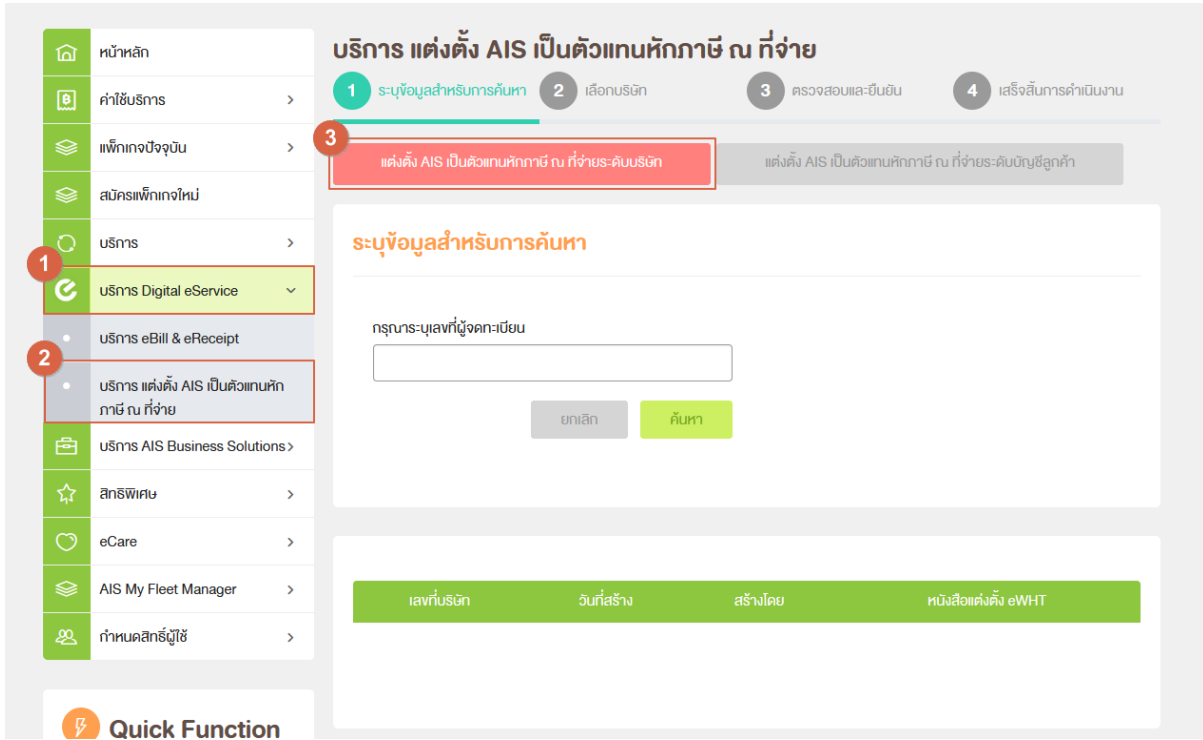 หน้าหลัก
ค่าใช้บริการ
แพ็กเกจปัจจุบัน
สมัครแพ็กเกจใหม่
บริการ
1
บริการ Digital eService
บริการ eBill & eReceipt
2
บริการ แต่งตั้ง AIS เป็นตัวแทนหัก
ภาษี ณ ที่จ่าย
บริการ AIS Business Solutions
สิทธิพิเศษ
eCare
AIS My Fleet Manager
กำหนดสิทธิ์ผู้ใช้
Quick Function
บริการ แต่งตั้ง AIS เป็นตัวแทนหักภาษี ณ ที่จ่าย
1 ระบุข้อมูลสำหรับการค้นหา 2 เลือกบริษัท 3 ตรวจสอบและยืนยัน 4 เสร็จสิ้นการดำเนินงาน
3
แต่งตั้ง AIS เป็นตัวแทนหักภาษี ณ ที่จ่ายระดับบริษัท แต่งตั้ง AIS เป็นตัวแทนหักภาษี ณ ที่จ่ายระดับบัญชีลูกค้า
ระบุข้อมูลสำหรับการค้นหา
กรุณาระบุเลขที่ผู้จดทะเบียน
ยกเลิก ค้นหา
เลขที่บริษัท วันที่สร้าง สร้างโดย หนังสือแต่งตั้ง eWHT